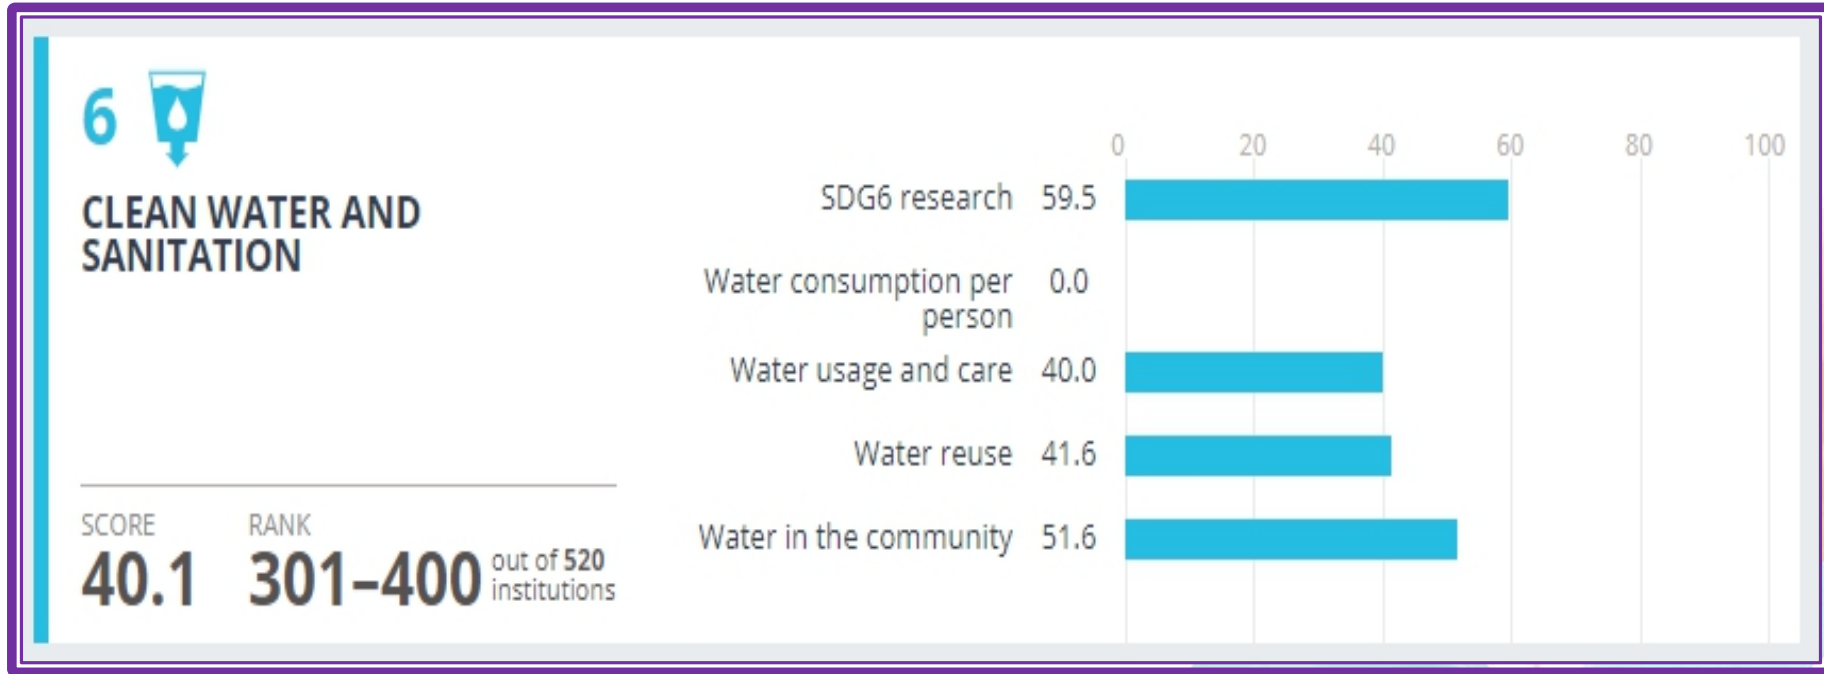 6
CLEAN WATER AND
SANITATION
SCORE
40.1
RANK
301–400
out of 520
institutions
0 20 40 60 80 100
SDG6 research 59.5
Water consumption per 0.0
person
Water usage and care 40.0
Water reuse 41.6
Water in the community 51.6